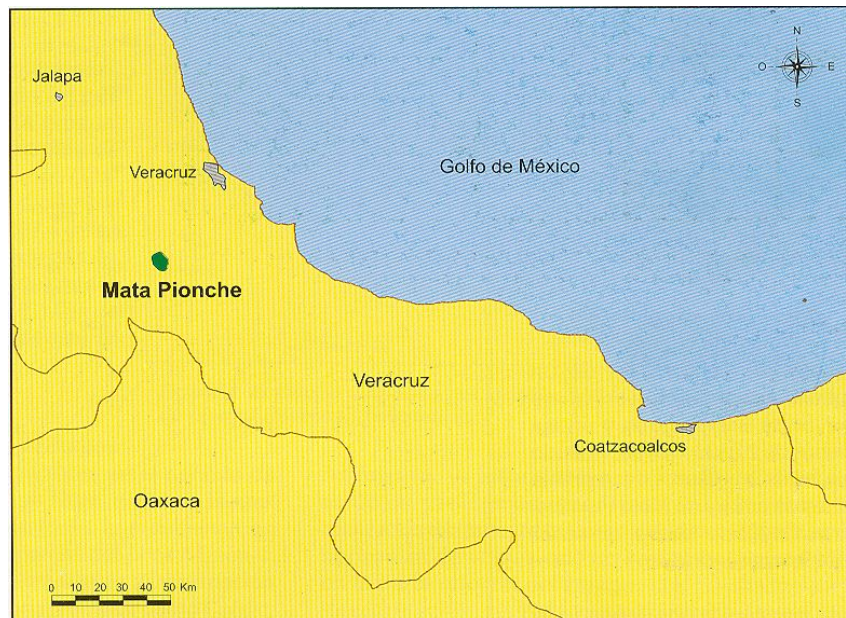 N
O E
S
Jalapa
Veracruz
Golfo de México
Mata Pionche
Veracruz
Coatzacoalcos
Oaxaca
0 10 20 30 40 50 Km